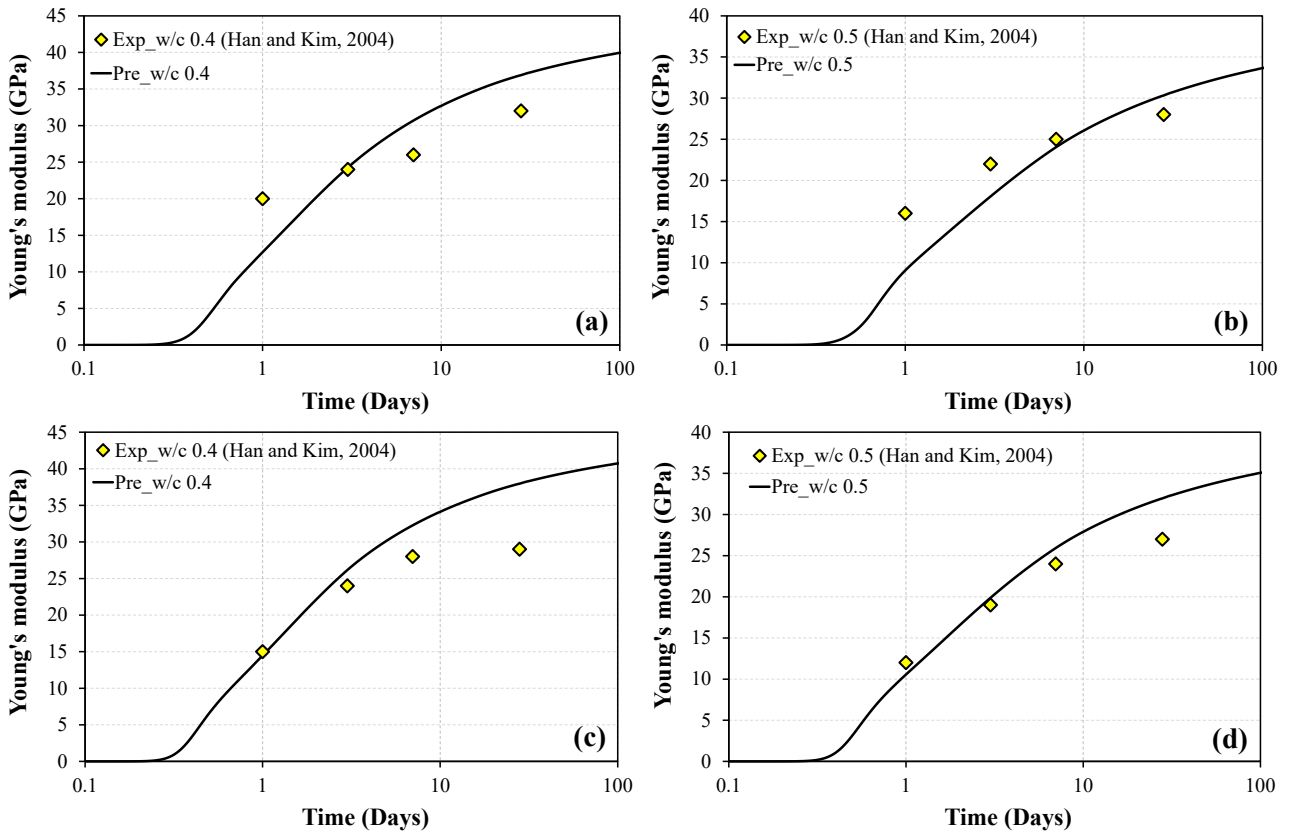 45
40
35
30
25
20
15
10
5
0
Young's modulus (GPa)
Exp_w/c 0.4 (Han and Kim, 2004)
Pre_w/c 0.4
(a)
0.1 1 10 100
Time (Days)
40
35
30
25
20
15
10
5
0
Young's modulus (GPa)
Exp_w/c 0.5 (Han and Kim, 2004)
Pre_w/c 0.5
(b)
0.1 1 10 100
Time (Days)
45
40
35
30
25
20
15
10
5
0
Young's modulus (GPa)
Exp_w/c 0.4 (Han and Kim, 2004)
Pre_w/c 0.4
(c)
0.1 1 10 100
Time (Days)
40
35
30
25
20
15
10
5
0
Young's modulus (GPa)
Exp_w/c 0.5 (Han and Kim, 2004)
Pre_w/c 0.5
(d)
0.1 1 10 100
Time (Days)